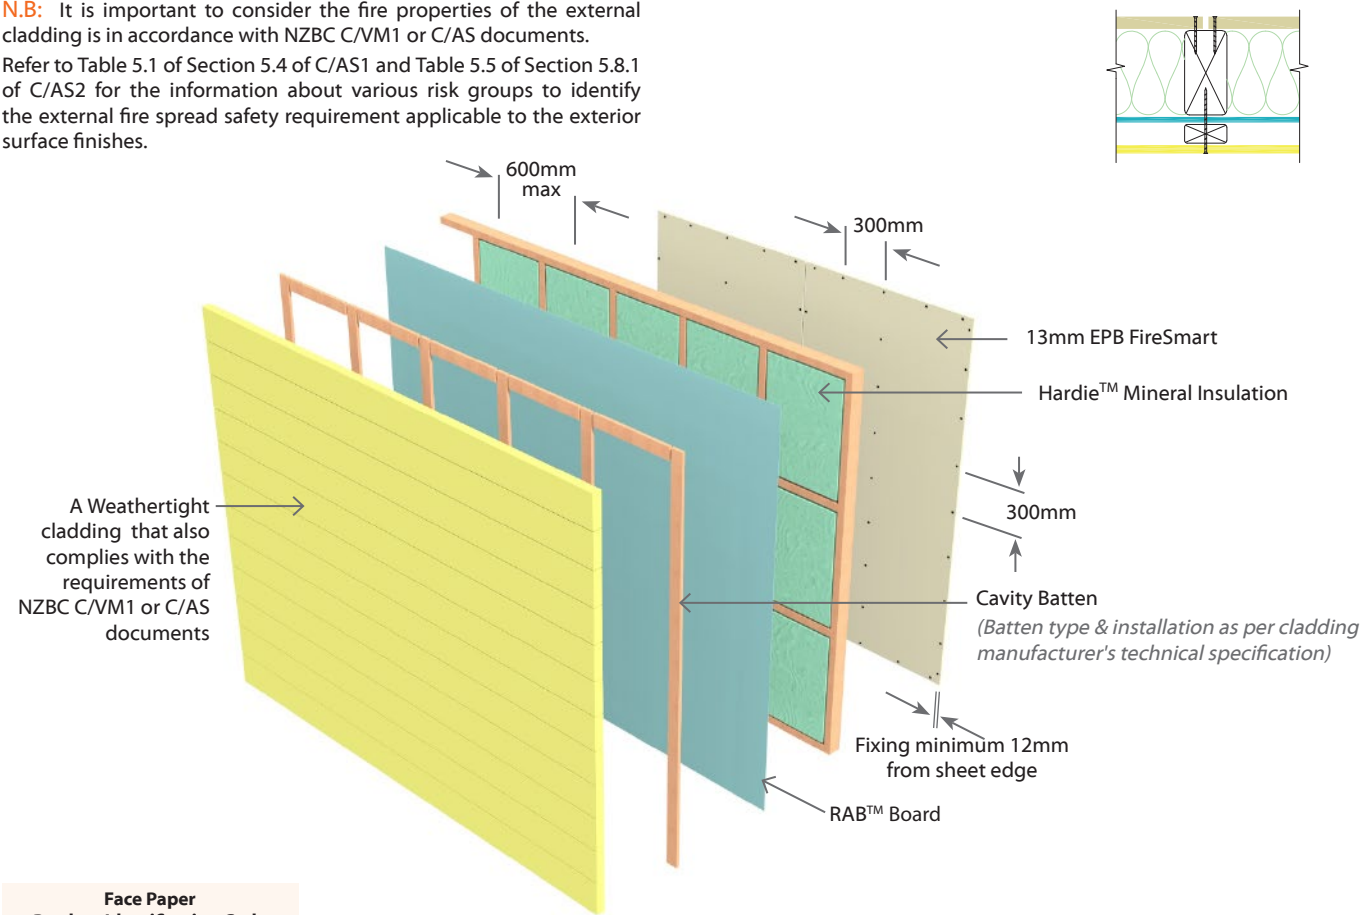 N.B: It is important to consider the fire properties of the external
cladding is in accordance with NZBC C/VM1 or C/AS documents.
Refer to Table 5.1 of Section 5.4 of C/AS1 and Table 5.5 of Section 5.8.1
of C/AS2 for the information about various risk groups to identify
the external fire spread safety requirement applicable to the exterior
surface finishes.
600mm
max
300mm
13mm EPB FireSmart
Hardie™ Mineral Insulation
300mm
A Weathertight
cladding that also
complies with the
requirements of
NZBC C/VM1 or C/AS
documents
Cavity Batten
(Batten type & installation as per cladding
manufacturer's technical specification)
Fixing minimum 12mm
from sheet edge
RAB™ Board
Face Paper